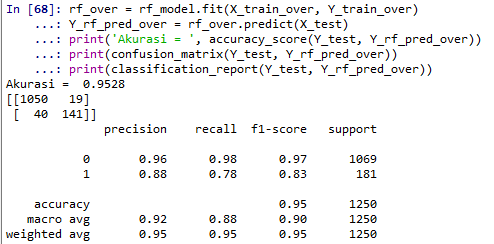 In [68]: rf_over = rf_model.fit(X_train_over, Y_train_over)
    ...: Y_rf_pred_over = rf_over.predict(X_test)
    ...: print('Akurasi = ', accuracy_score(Y_test, Y_rf_pred_over))
    ...: print(confusion_matrix(Y_test, Y_rf_pred_over))
    ...: print(classification_report(Y_test, Y_rf_pred_over))
Akurasi =  0.9528
[[1050   19]
 [  40  141]]
              precision    recall  f1-score   support

           0       0.96      0.98      0.97      1069
           1       0.88      0.78      0.83       181

    accuracy                           0.95      1250
   macro avg       0.92      0.88      0.90      1250
weighted avg       0.95      0.95      0.95      1250